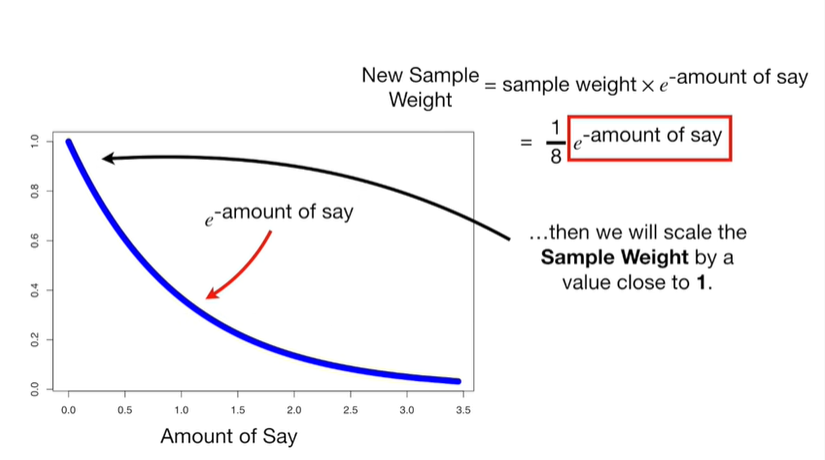 New Sample Weight = sample weight × e^-amount of say
= 1/8 e^-amount of say
e^-amount of say
...then we will scale the
Sample Weight by a
value close to 1.
1.0
0.8
0.6
0.4
0.2
0.0
0.0 0.5 1.0 1.5 2.0 2.5 3.0 3.5
Amount of Say